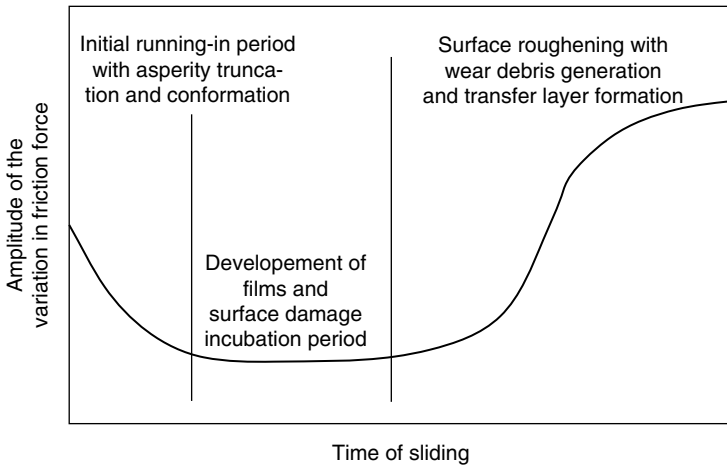 Initial running-in period
with asperity trunca-
tion and conformation
Surface roughening with
wear debris generation
and transfer layer formation
Developement of
films and
surface damage
incubation period
Amplitude of the
variation in friction force
Time of sliding